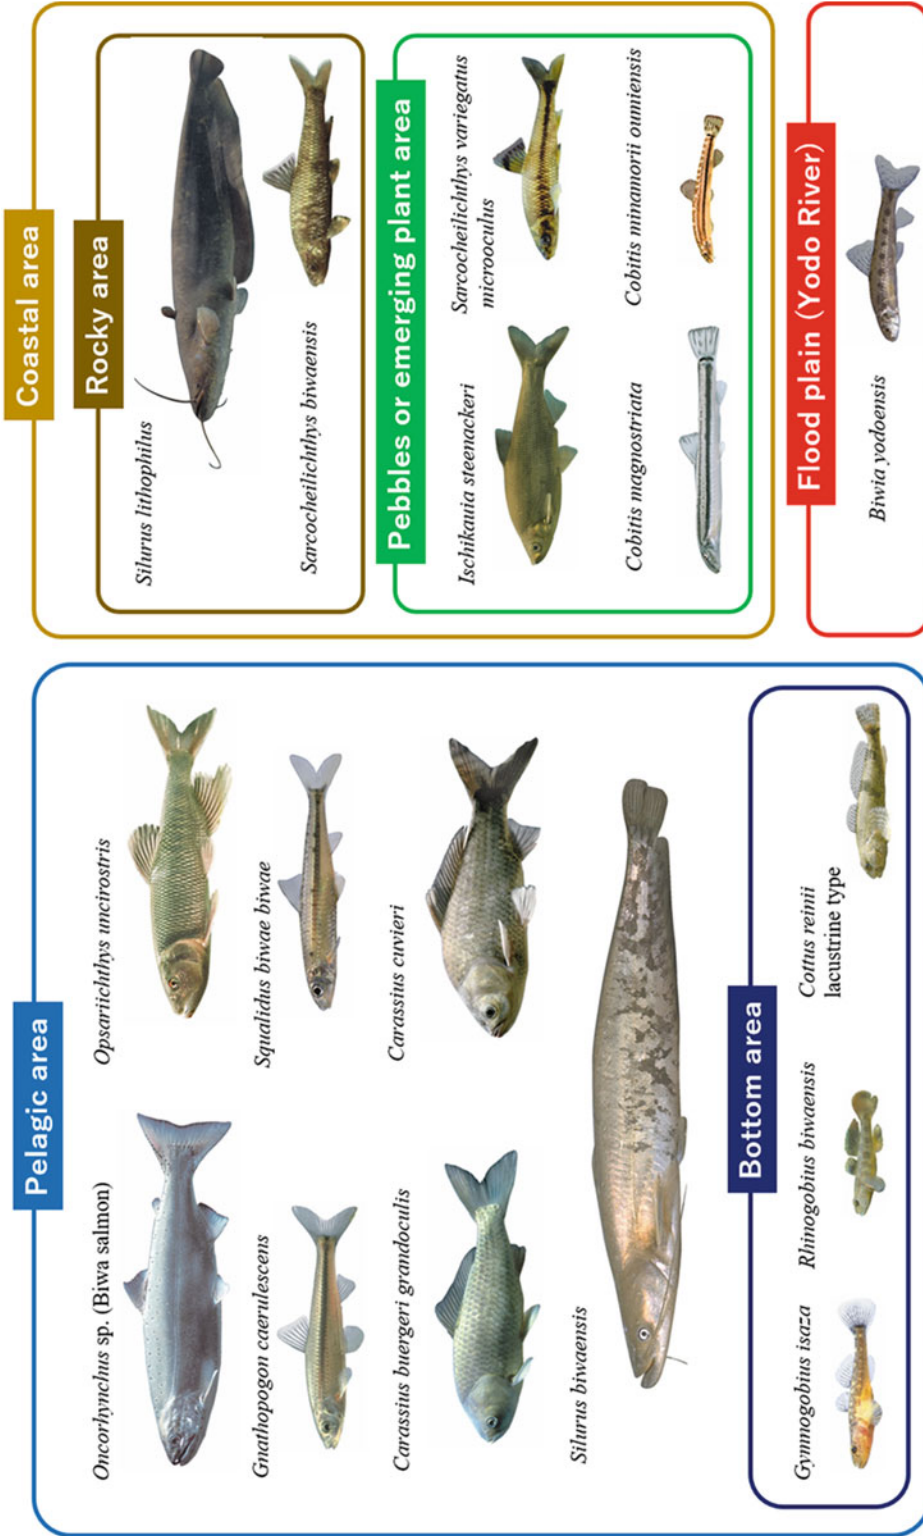 Pelagic area
Oncorhynchus sp. (Biwa salmon)
Opsariichthys uncirostris
Gnathopogon caerulescens
Squalidus biwae biwae
Carassius buergeri grandoculis
Carassius cuvieri
Silurus biwaensis
Bottom area
Gymnogobius isaza
Rhinogobius biwaensis
Cottus reinii
lacustrine type
Coastal area
Rocky area
Silurus lithophilus
Sarcocheilichthys biwaensis
Pebbles or emerging plant area
Ischikauia steenackeri
Sarcocheilichthys variegatus
microoculus
Cobitis magnostriata
Cobitis minamorii oumiensis
Flood plain (Yodo River)
Biwia yodoensis